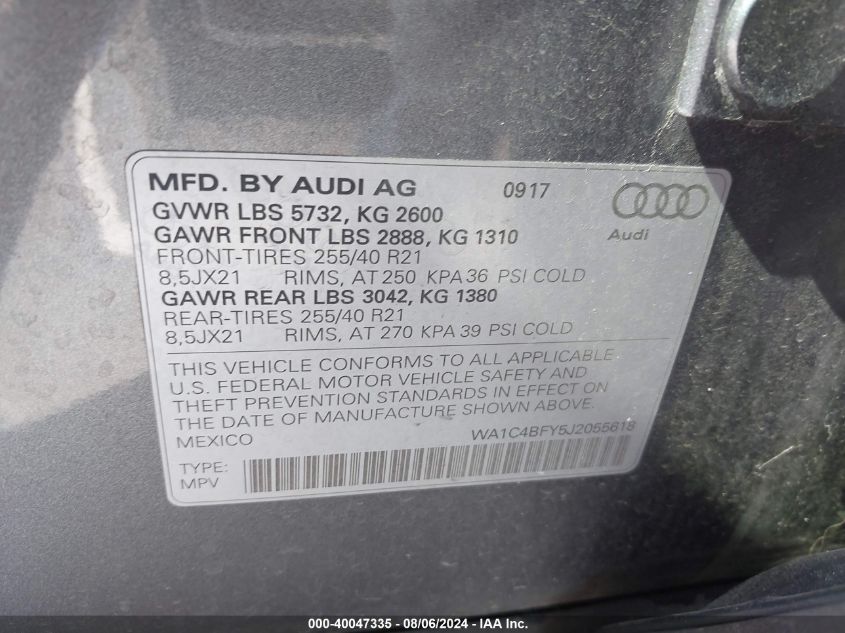 MFD. BY AUDI AG 0917
GVWR LBS 5732, KG 2600
GAWR FRONT LBS 2888, KG 1310
Audi
FRONT-TIRES 255/40 R21
8,5JX21 RIMS, AT 250 KPA 36 PSI COLD
GAWR REAR LBS 3042, KG 1380
REAR-TIRES 255/40 R21
8,5JX21 RIMS, AT 270 KPA 39 PSI COLD
THIS VEHICLE CONFORMS TO ALL APPLICABLE
U.S. FEDERAL MOTOR VEHICLE SAFETY AND
THEFT PREVENTION STANDARDS IN EFFECT ON
THE DATE OF MANUFACTURE SHOWN ABOVE.
MEXICO WA1C4BFY5J2055618
TYPE:
MPV
000-40047335 - 08/06/2024 - WA1C4BFY5J2055618 - IAA Inc.